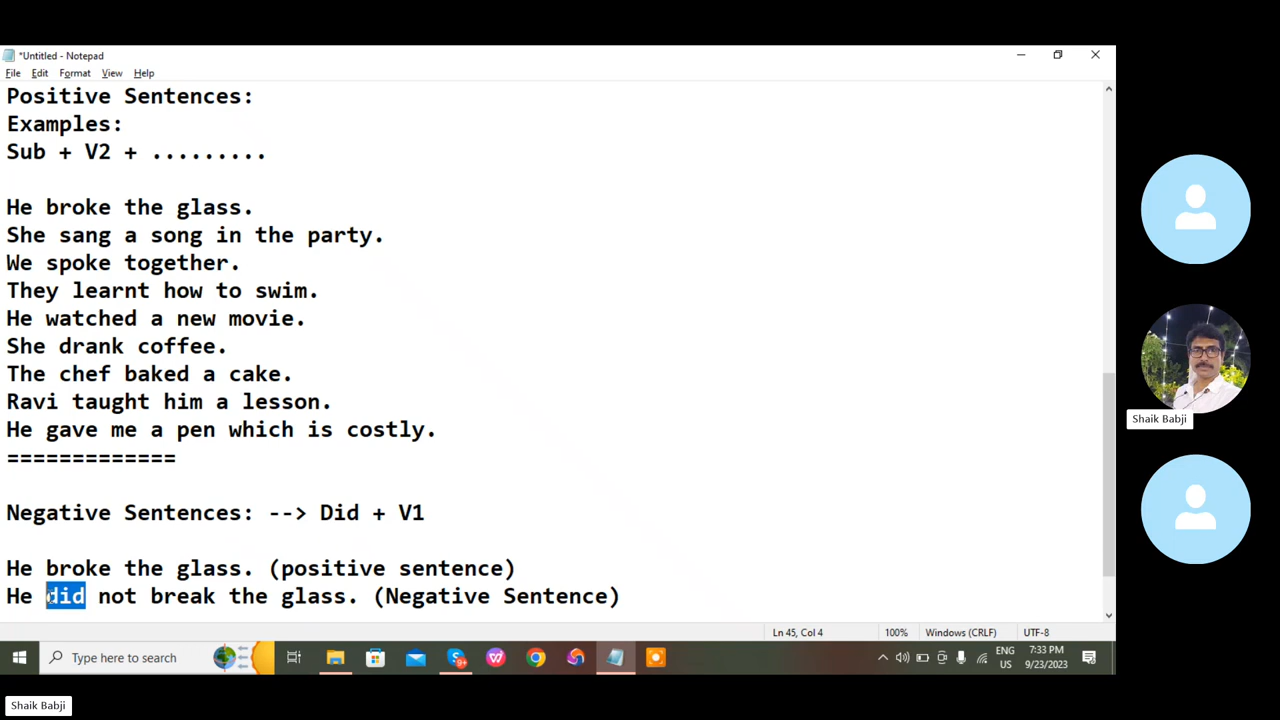 *Untitled - Notepad
File Edit Format View Help
Positive Sentences:
Examples:
Sub + V2 + .........
He broke the glass.
She sang a song in the party.
We spoke together.
They learnt how to swim.
He watched a new movie.
She drank coffee.
The chef baked a cake.
Ravi taught him a lesson.
He gave me a pen which is costly.
=============
Negative Sentences: --> Did + V1
He broke the glass. (positive sentence)
He did not break the glass. (Negative Sentence)
Ln 45, Col 4 100% Windows (CRLF) UTF-8
Type here to search
ENG
US
7:33 PM
9/23/2023
Shaik Babji
Shaik Babji